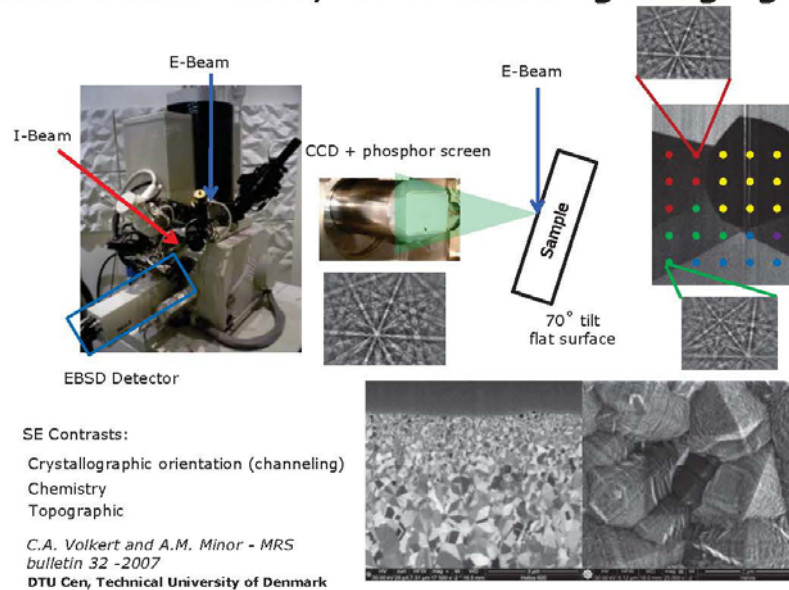 E-Beam
I-Beam
CCD + phosphor screen
E-Beam
Sample
70° tilt
flat surface
EBSD Detector
SE Contrasts:
Crystallographic orientation (channeling)
Chemistry
Topographic
C.A. Volkert and A.M. Minor - MRS
bulletin 32 -2007
DTU Cen, Technical University of Denmark